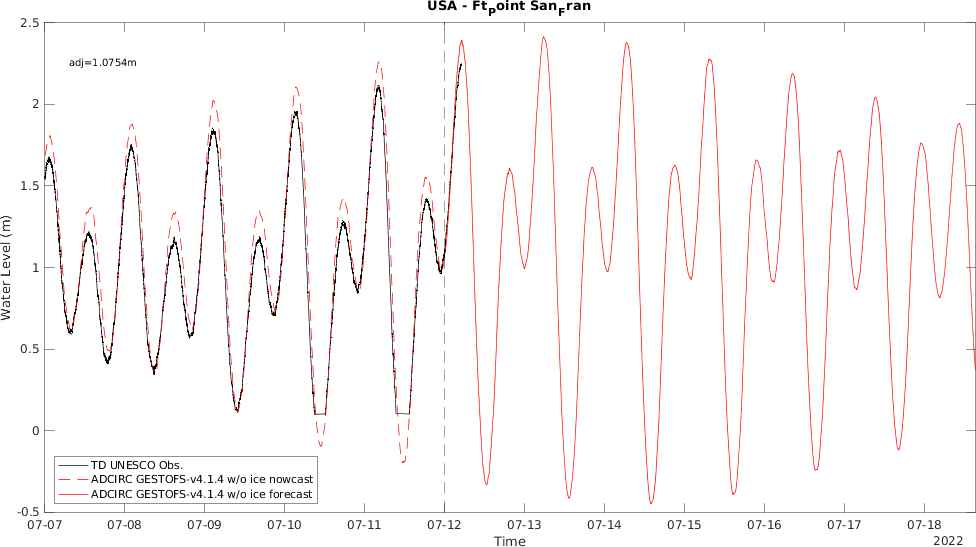 USA - FtPoint SanFran
adj=1.0754m
2.5
2
1.5
1
0.5
0
-0.5
Water Level (m)
TD UNESCO Obs.
ADCIRC GESTOFS-v4.1.4 w/o ice nowcast
ADCIRC GESTOFS-v4.1.4 w/o ice forecast
07-07 07-08 07-09 07-10 07-11 07-12 07-13 07-14 07-15 07-16 07-17 07-18
Time
2022